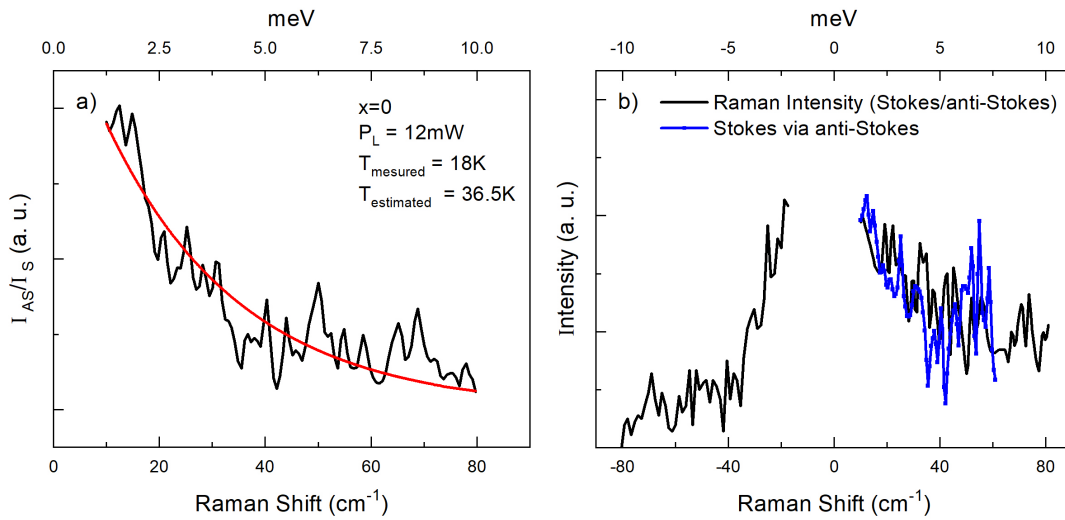 meV
0.0 2.5 5.0 7.5 10.0
a)
x=0
P_L = 12mW
T_mesured = 18K
T_estimated = 36.5K
I_AS/I_S (a. u.)
0 20 40 60 80
Raman Shift (cm⁻¹)
meV
-10 -5 0 5 10
b)
Raman Intensity (Stokes/anti-Stokes)
Stokes via anti-Stokes
Intensity (a. u.)
-80 -40 0 40 80
Raman Shift (cm⁻¹)